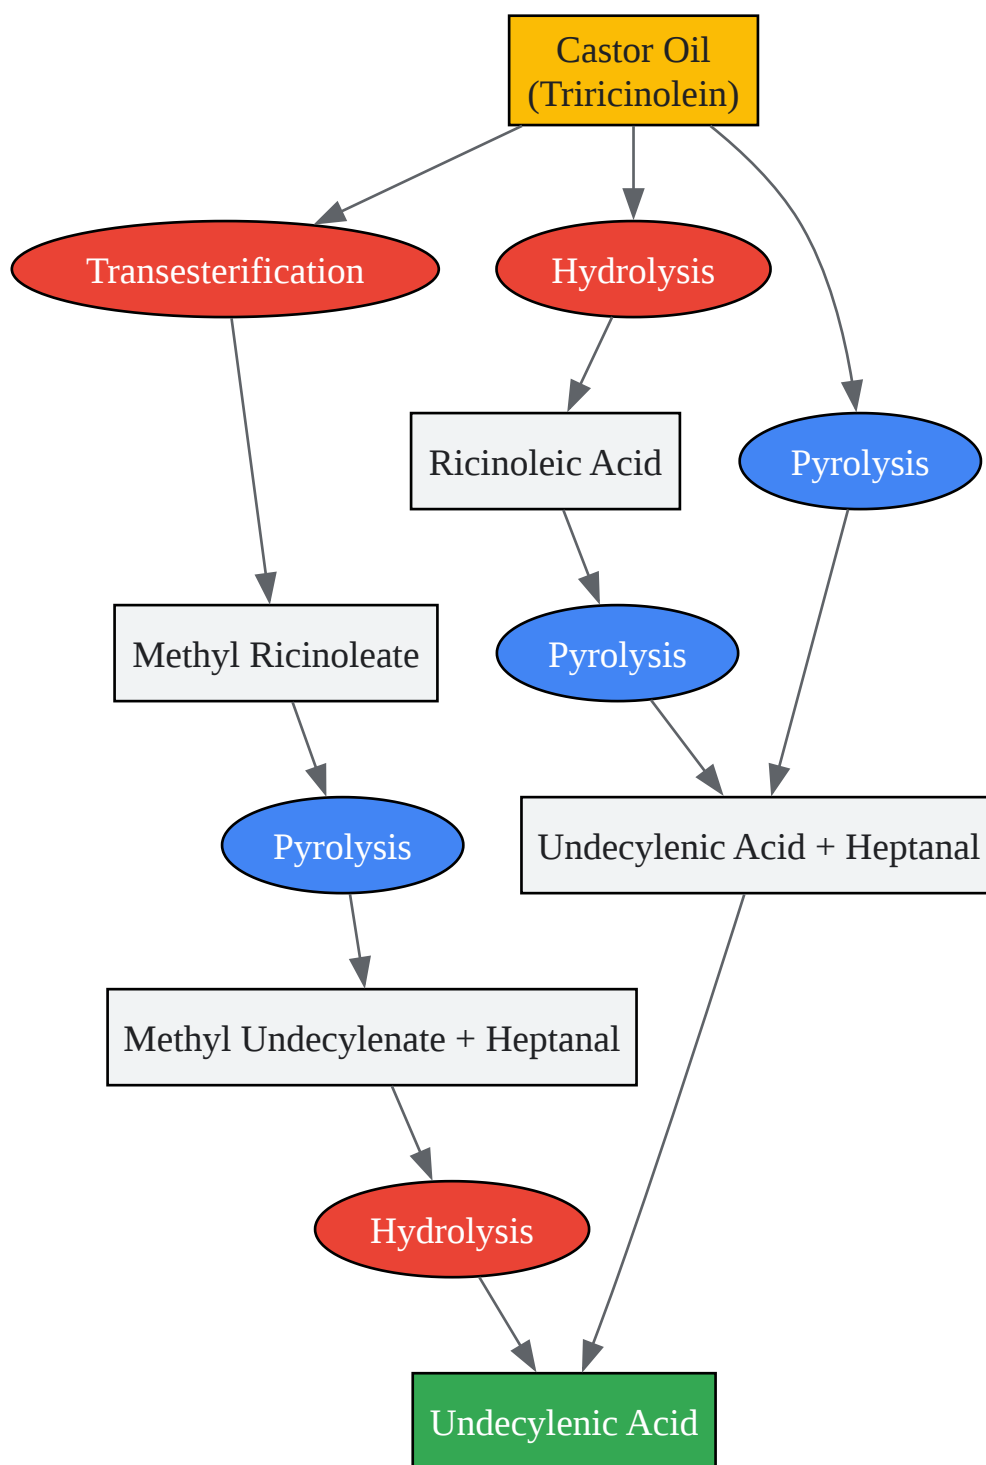 Castor Oil
(Triricinolein)
Transesterification
Hydrolysis
Ricinoleic Acid
Pyrolysis
Methyl Ricinoleate
Pyrolysis
Pyrolysis
Undecylenic Acid + Heptanal
Methyl Undecylenate + Heptanal
Hydrolysis
Undecylenic Acid